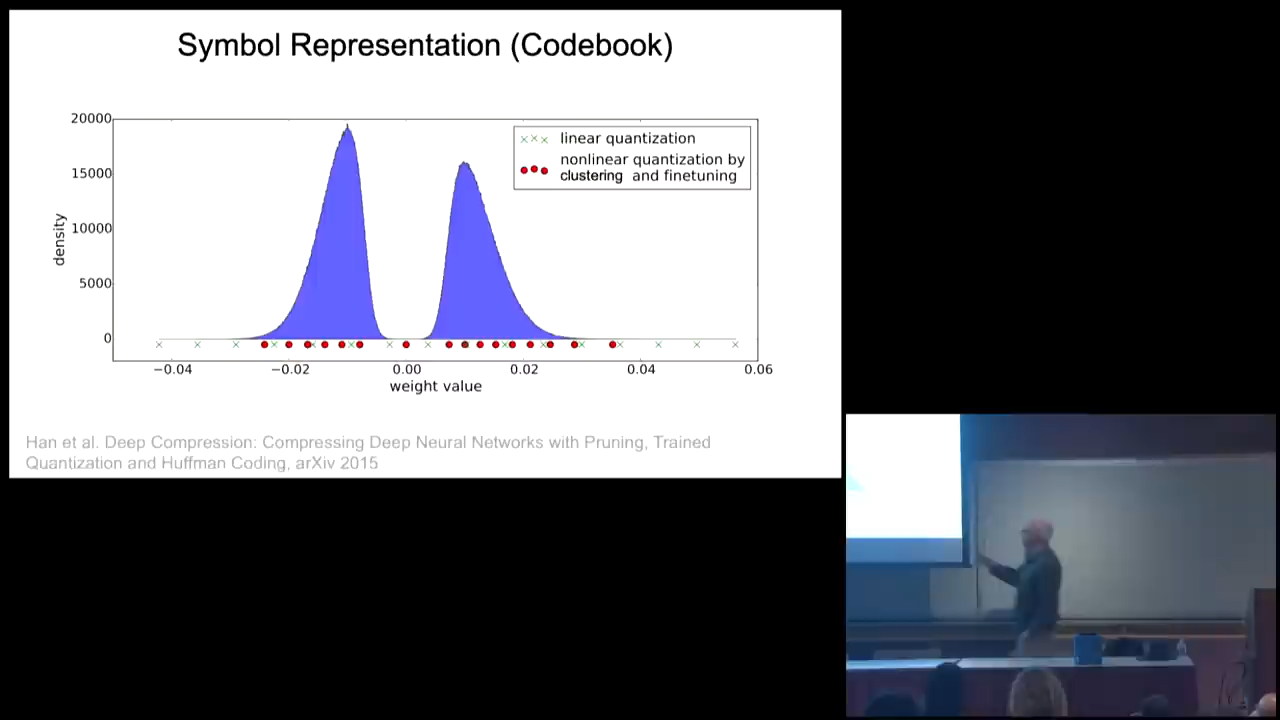 Symbol Representation (Codebook)
20000
15000
10000
5000
0
density
××× linear quantization
nonlinear quantization by
clustering and finetuning
−0.04 −0.02 0.00 0.02 0.04 0.06
weight value
Han et al. Deep Compression: Compressing Deep Neural Networks with Pruning, Trained
Quantization and Huffman Coding, arXiv 2015